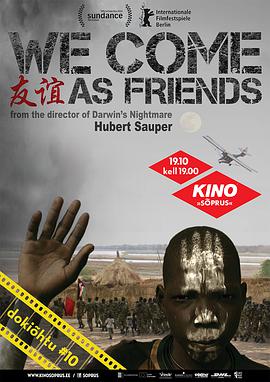 sundance
Internationale
Filmfestspiele
Berlin
WE COME
友谊 AS FRIENDS
from the director of Darwin's Nightmare
Hubert Sauper
19.10
kell 19.00
KINO
»SÕPRUS«
dokiõhtu #10
WWW.KINOSOPRUS.EE / SOPRUS